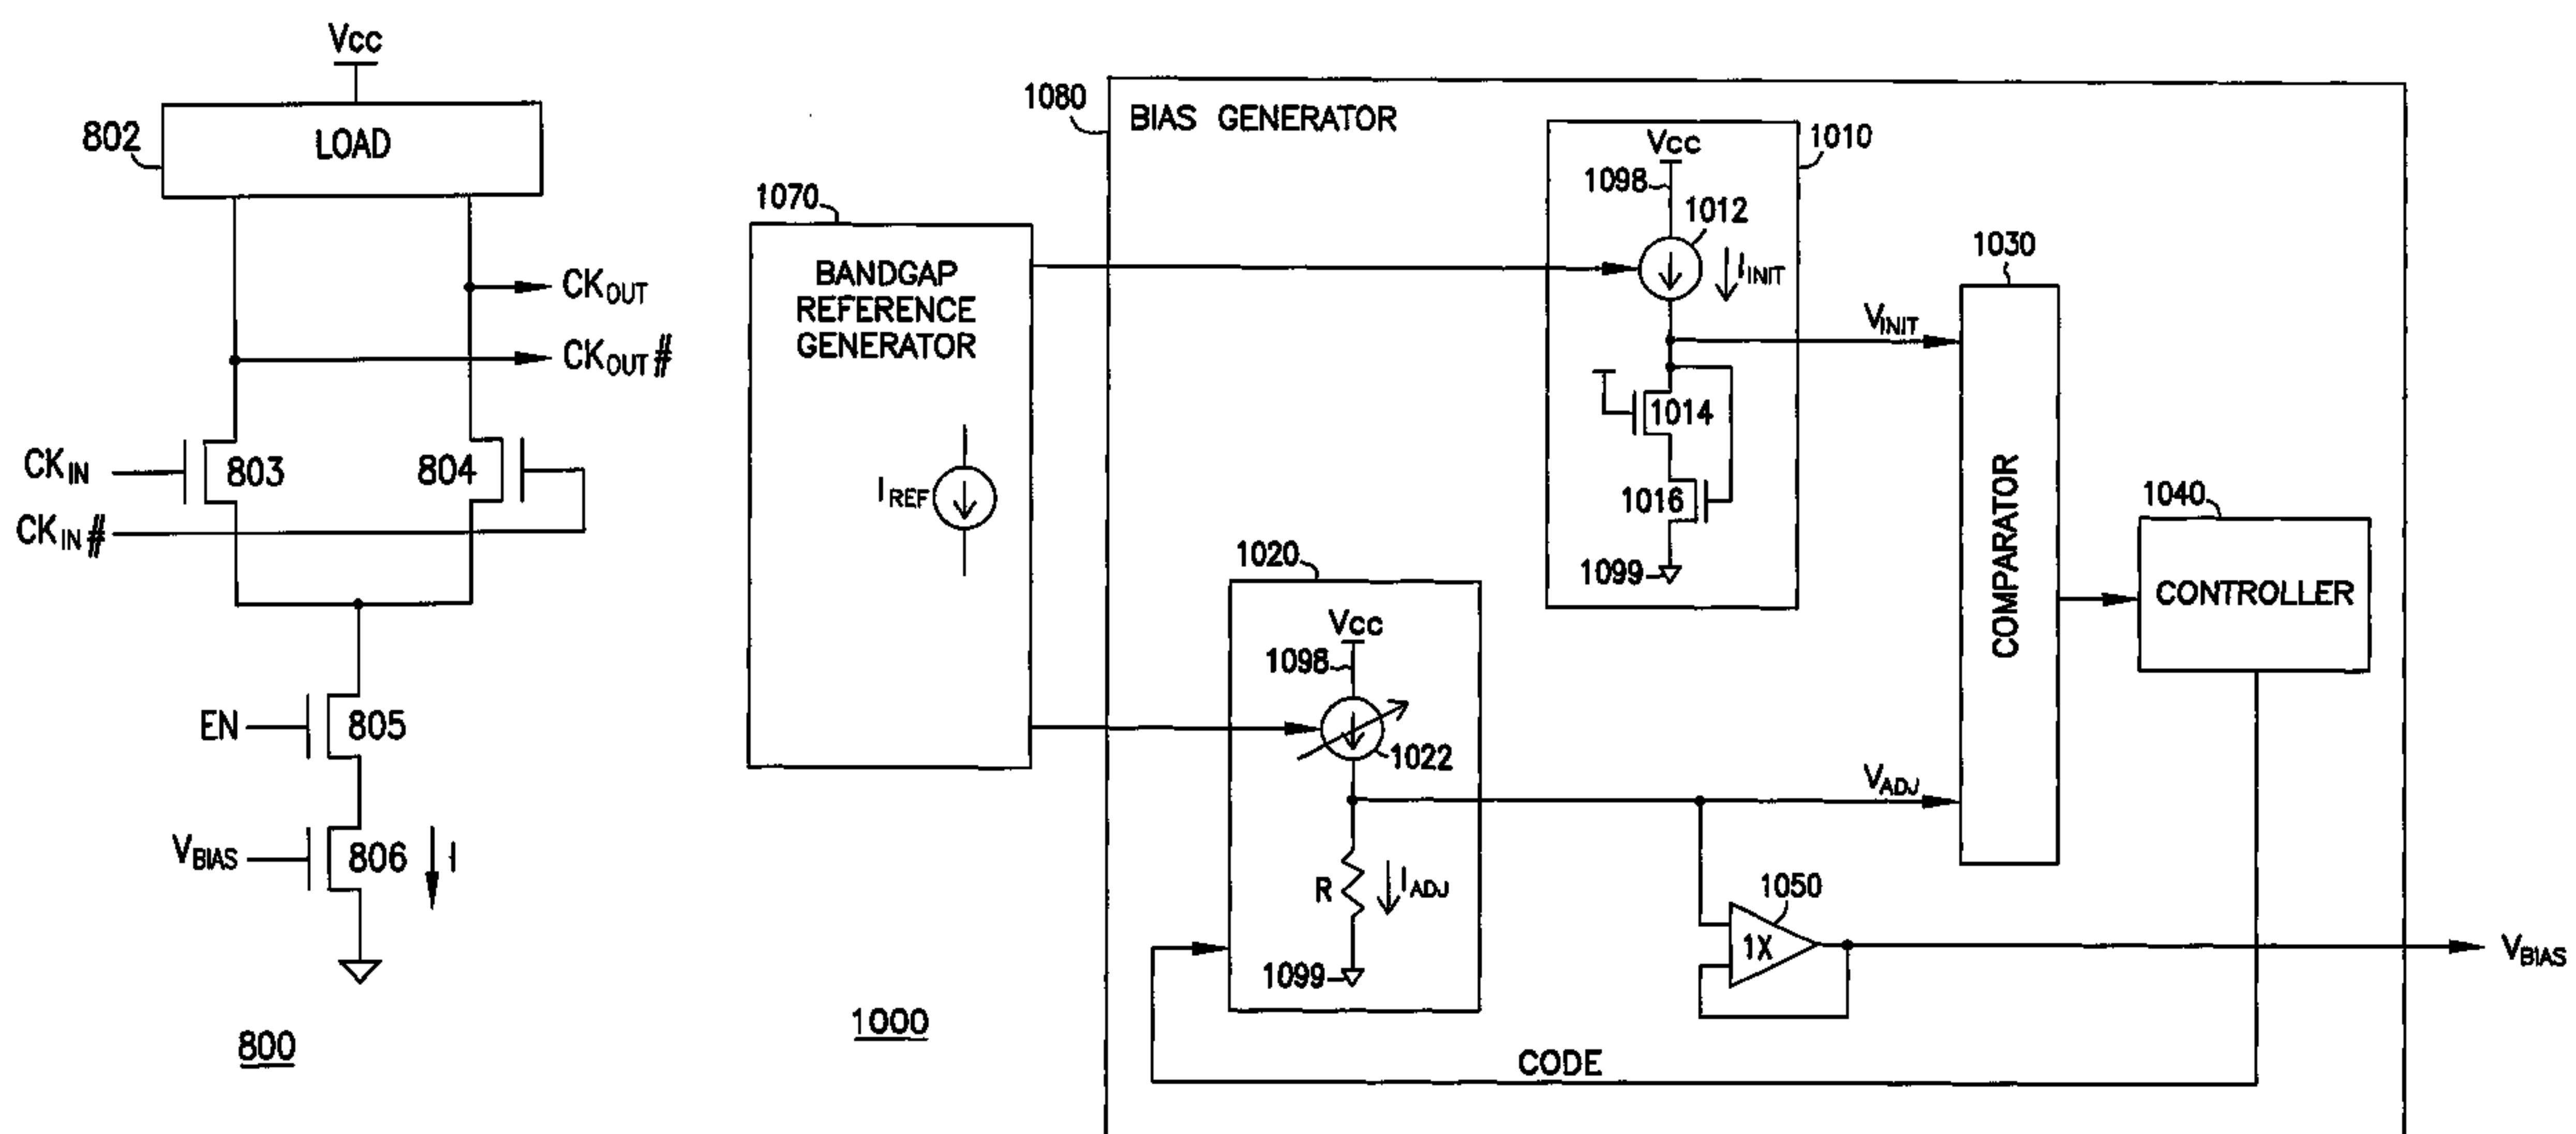 Vcc
802
LOAD
CKOUT
CKOUT#
CKIN
803
804
CKIN#
EN
805
VBIAS
806
I
800
1000
1070
BANDGAP
REFERENCE
GENERATOR
IREF
1080
BIAS GENERATOR
1010
Vcc
1098
1012
IINIT
VINIT
1014
1016
1099
1020
Vcc
1098
1022
R
IADJ
1099
VADJ
1030
COMPARATOR
1040
CONTROLLER
1050
1X
VBIAS
CODE